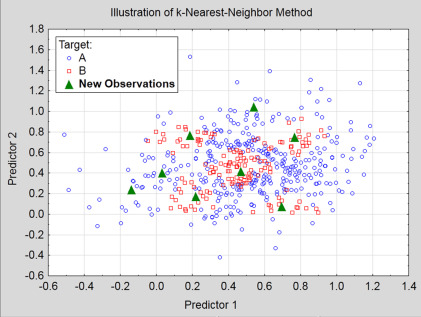 Illustration of k-Nearest-Neighbor Method
Target:
A
B
New Observations
Predictor 2
1.8
1.6
1.4
1.2
1.0
0.8
0.6
0.4
0.2
0.0
-0.2
-0.4
-0.6
-0.6 -0.4 -0.2 0.0 0.2 0.4 0.6 0.8 1.0 1.2 1.4
Predictor 1